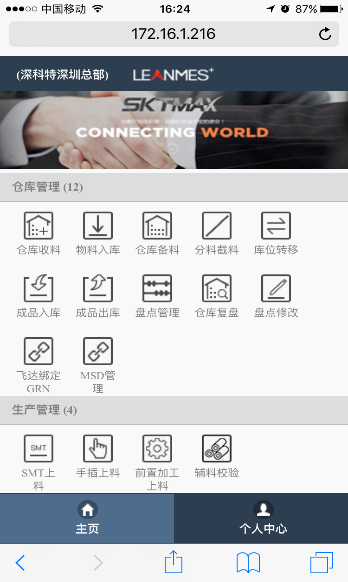 中国移动
16:24
87%
172.16.1.216
(深科特深圳总部)
LEANMES+
SKYMAX
CONNECTING WORLD
仓库管理 (12)
仓库收料 物料入库 仓库备料 分料截料 库位转移
成品入库 成品出库 盘点管理 仓库复盘 盘点修改
飞达绑定 MSD管
GRN 理
生产管理 (4)
SMT
SMT上 手插上料 前置加工 辅料校验
料 上料
主页 个人中心